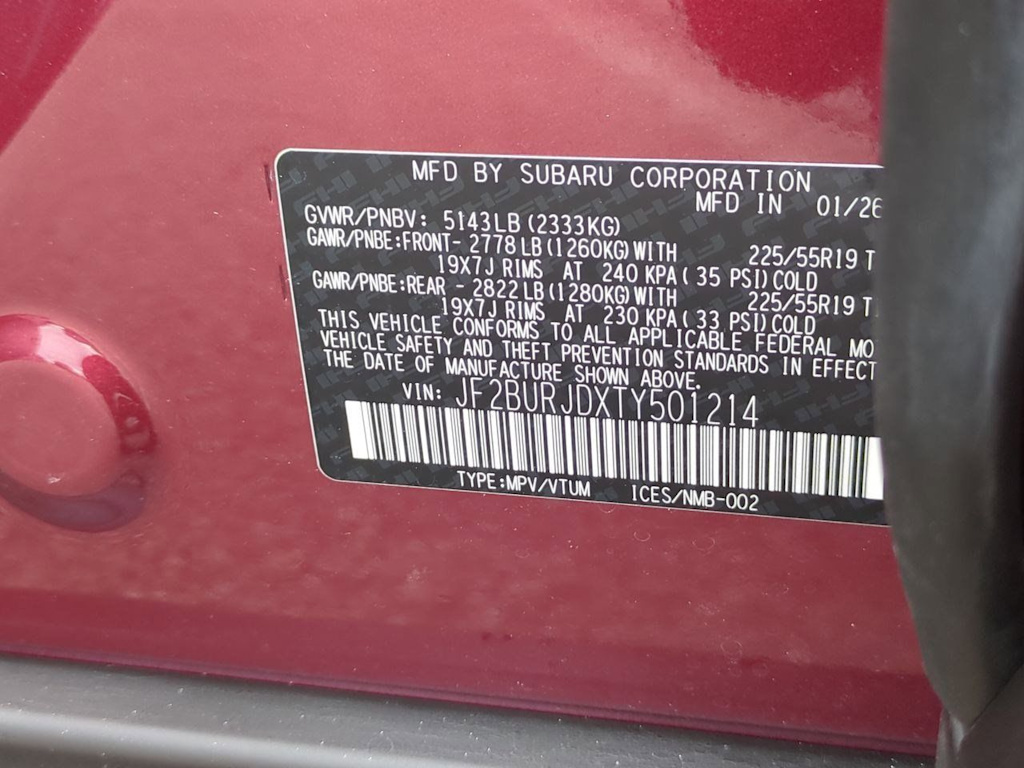 MFD BY SUBARU CORPORATION
MFD IN 01/26
GVWR/PNBV: 5143LB (2333KG)
GAWR/PNBE:FRONT- 2778 LB(1260KG)WITH 225/55R19 T
19X7J RIMS AT 240 KPA( 35 PSI)COLD
GAWR/PNBE:REAR - 2822 LB(1280KG)WITH 225/55R19 T
19X7J RIMS AT 230 KPA( 33 PSI)COLD
THIS VEHICLE CONFORMS TO ALL APPLICABLE FEDERAL MO
VEHICLE SAFETY AND THEFT PREVENTION STANDARDS IN EFFECT
THE DATE OF MANUFACTURE SHOWN ABOVE.
VIN: JF2BURJDXTY501214
TYPE:MPV/VTUM ICES/NMB-002